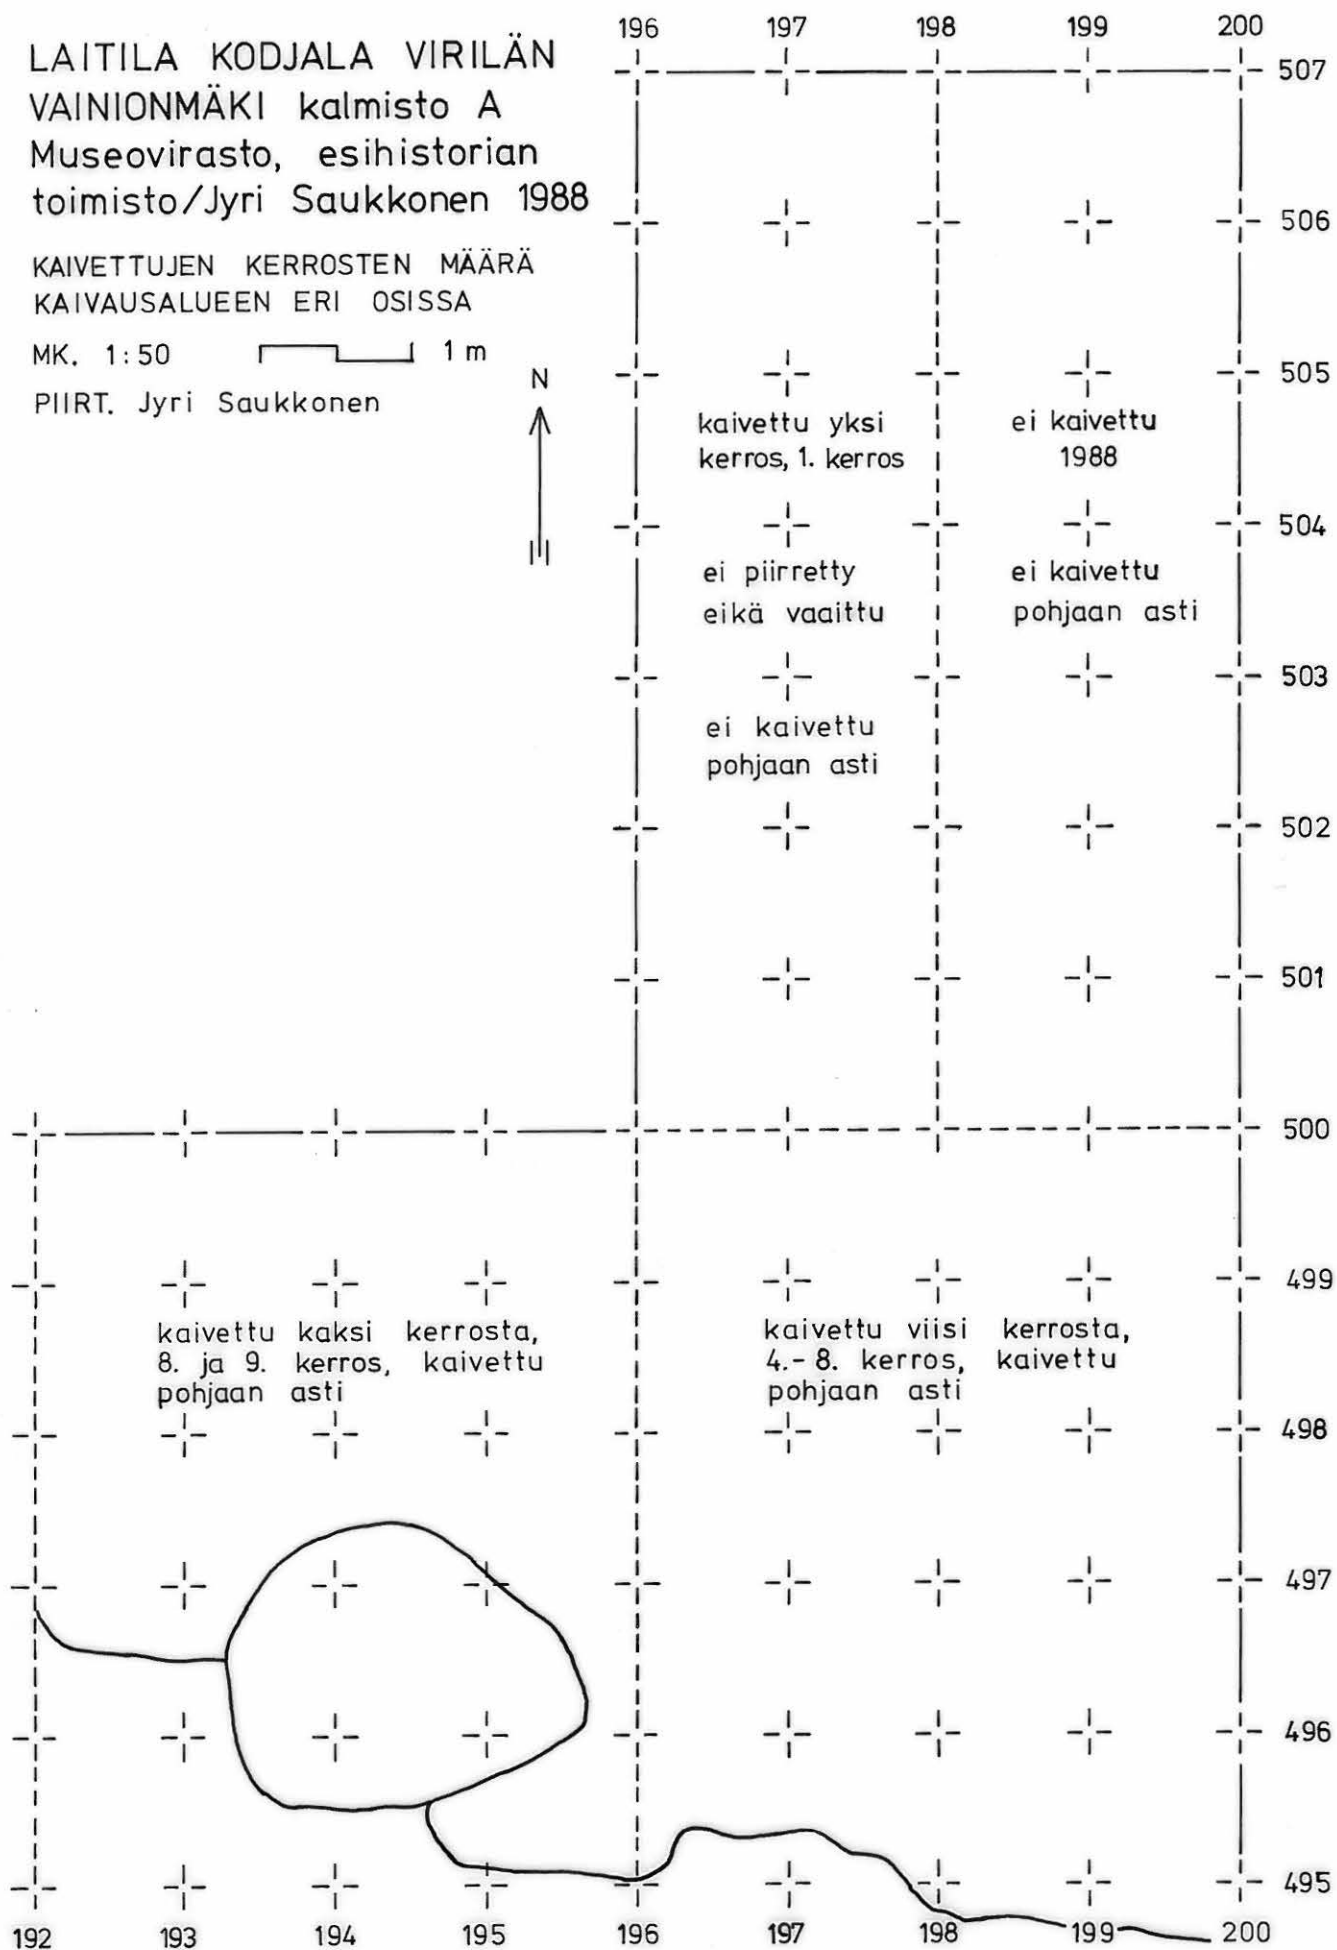 LAITILA KODJALA VIRILÄN
VAINIONMÄKI kalmisto A
Museovirasto, esihistorian
toimisto/Jyri Saukkonen 1988
KAIVETTUJEN KERROSTEN MÄÄRÄ
KAIVAUSALUEEN ERI OSISSA
MK. 1:50 1 m
PIIRT. Jyri Saukkonen
N
196 197 198 199 200
507
506
505
kaivettu yksi
kerros, 1. kerros
ei kaivettu
1988
504
ei piirretty
eikä vaaittu
ei kaivettu
pohjaan asti
503
ei kaivettu
pohjaan asti
502
501
500
499
kaivettu kaksi kerrosta,
8. ja 9. kerros, kaivettu
pohjaan asti
kaivettu viisi kerrosta,
4.-8. kerros, kaivettu
pohjaan asti
498
497
496
495
192 193 194 195 196 197 198 199 200